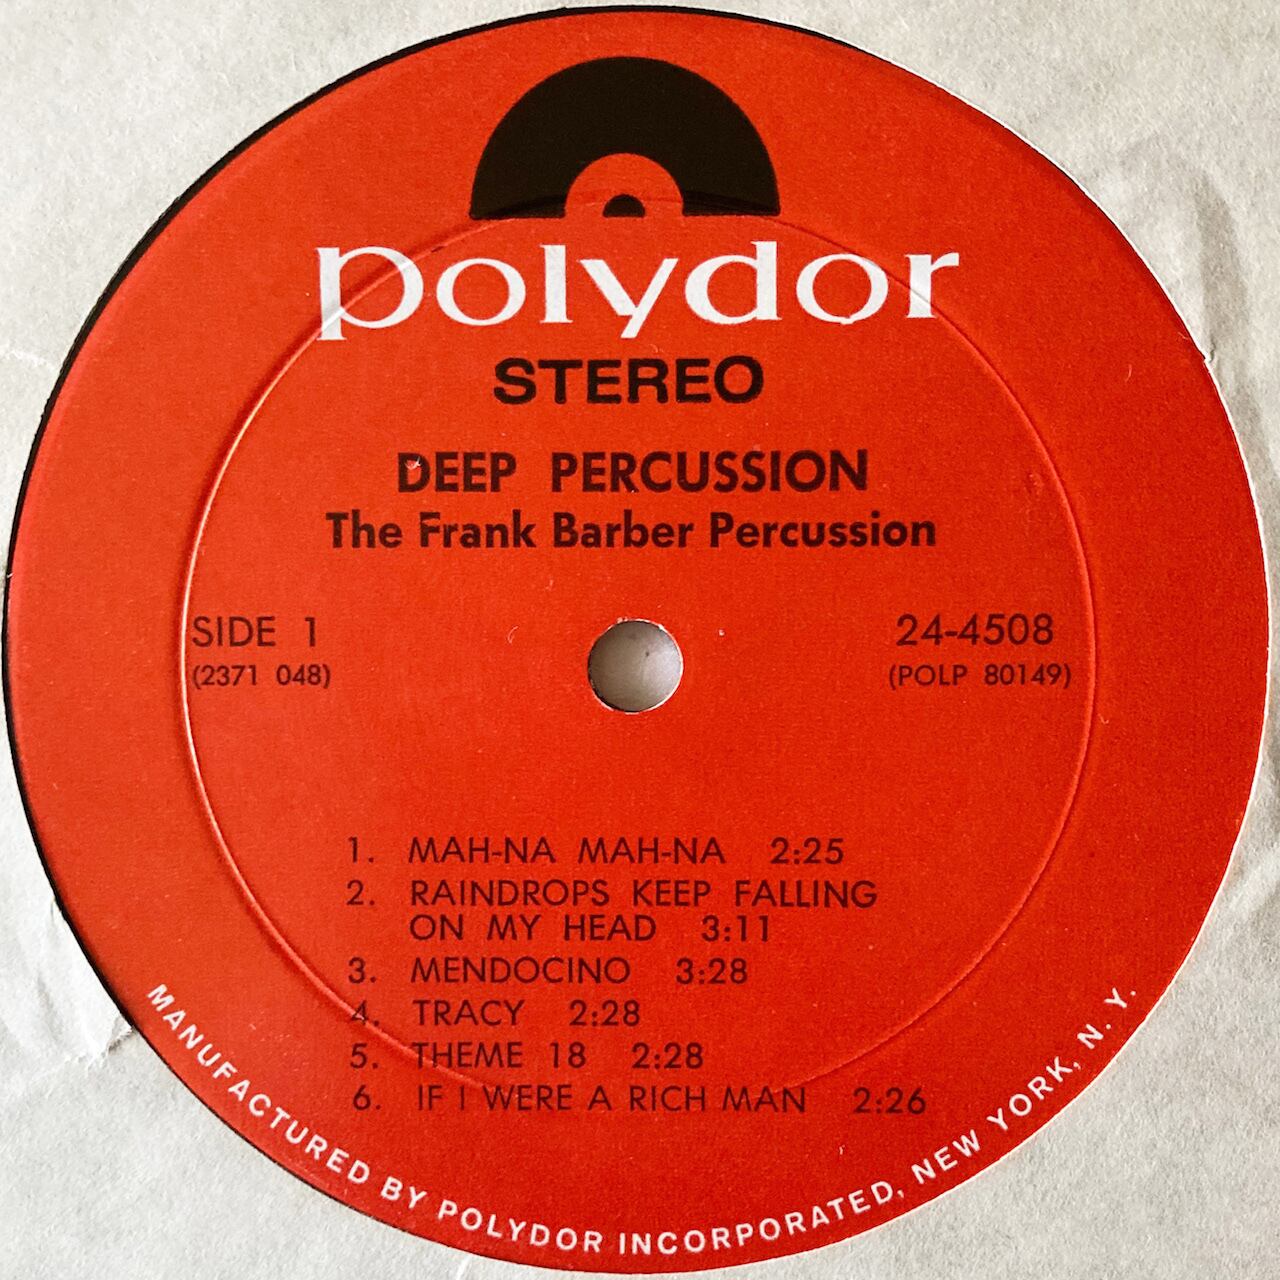 polydor
STEREO
DEEP PERCUSSION
The Frank Barber Percussion
SIDE 1
(2371 048)
24-4508
(POLP 80149)
1. MAH-NA MAH-NA 2:25
2. RAINDROPS KEEP FALLING
ON MY HEAD 3:11
3. MENDOCINO 3:28
4. TRACY 2:28
5. THEME 18 2:28
6. IF I WERE A RICH MAN 2:26
MANUFACTURED BY POLYDOR INCORPORATED, NEW YORK, N. Y.